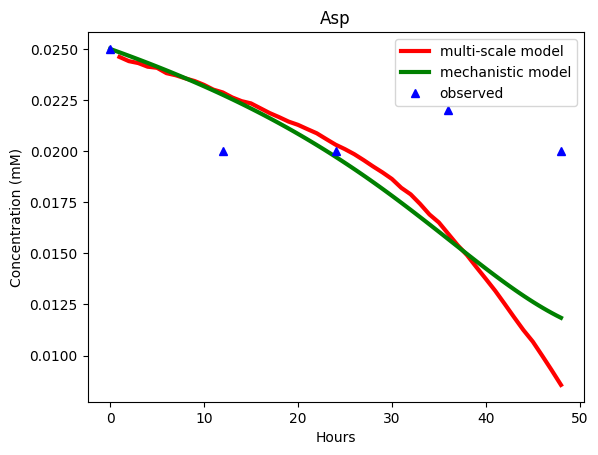 Asp
multi-scale model
mechanistic model
observed
Concentration (mM)
0.0250
0.0225
0.0200
0.0175
0.0150
0.0125
0.0100
0 10 20 30 40 50
Hours